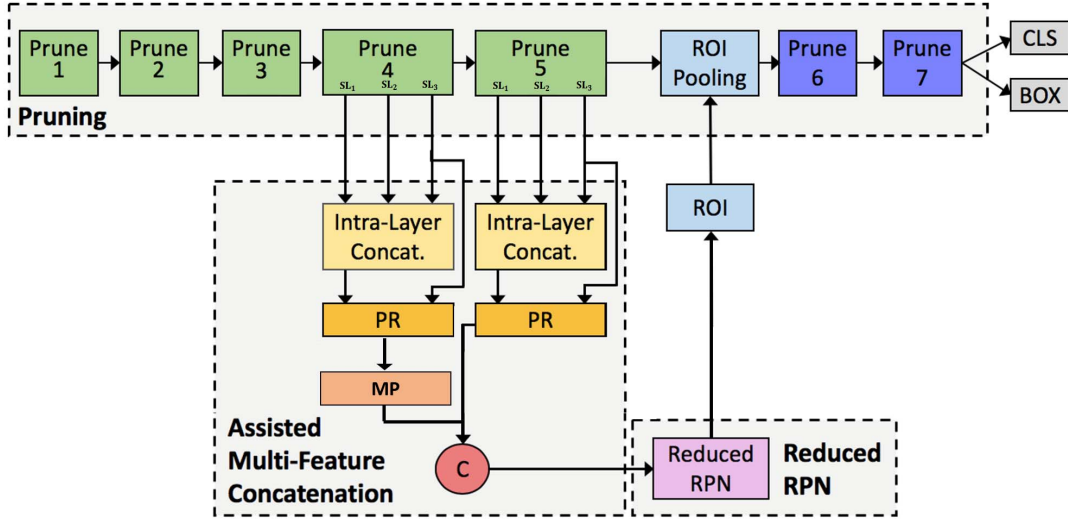 Prune
1
Prune
2
Prune
3
Prune
4
SL₁ SL₂ SL₃
Prune
5
SL₁ SL₂ SL₃
ROI
Pooling
Prune
6
Prune
7
CLS
BOX
Pruning
Intra-Layer
Concat.
Intra-Layer
Concat.
ROI
PR
PR
MP
Assisted
Multi-Feature
Concatenation
C
Reduced
RPN
Reduced
RPN